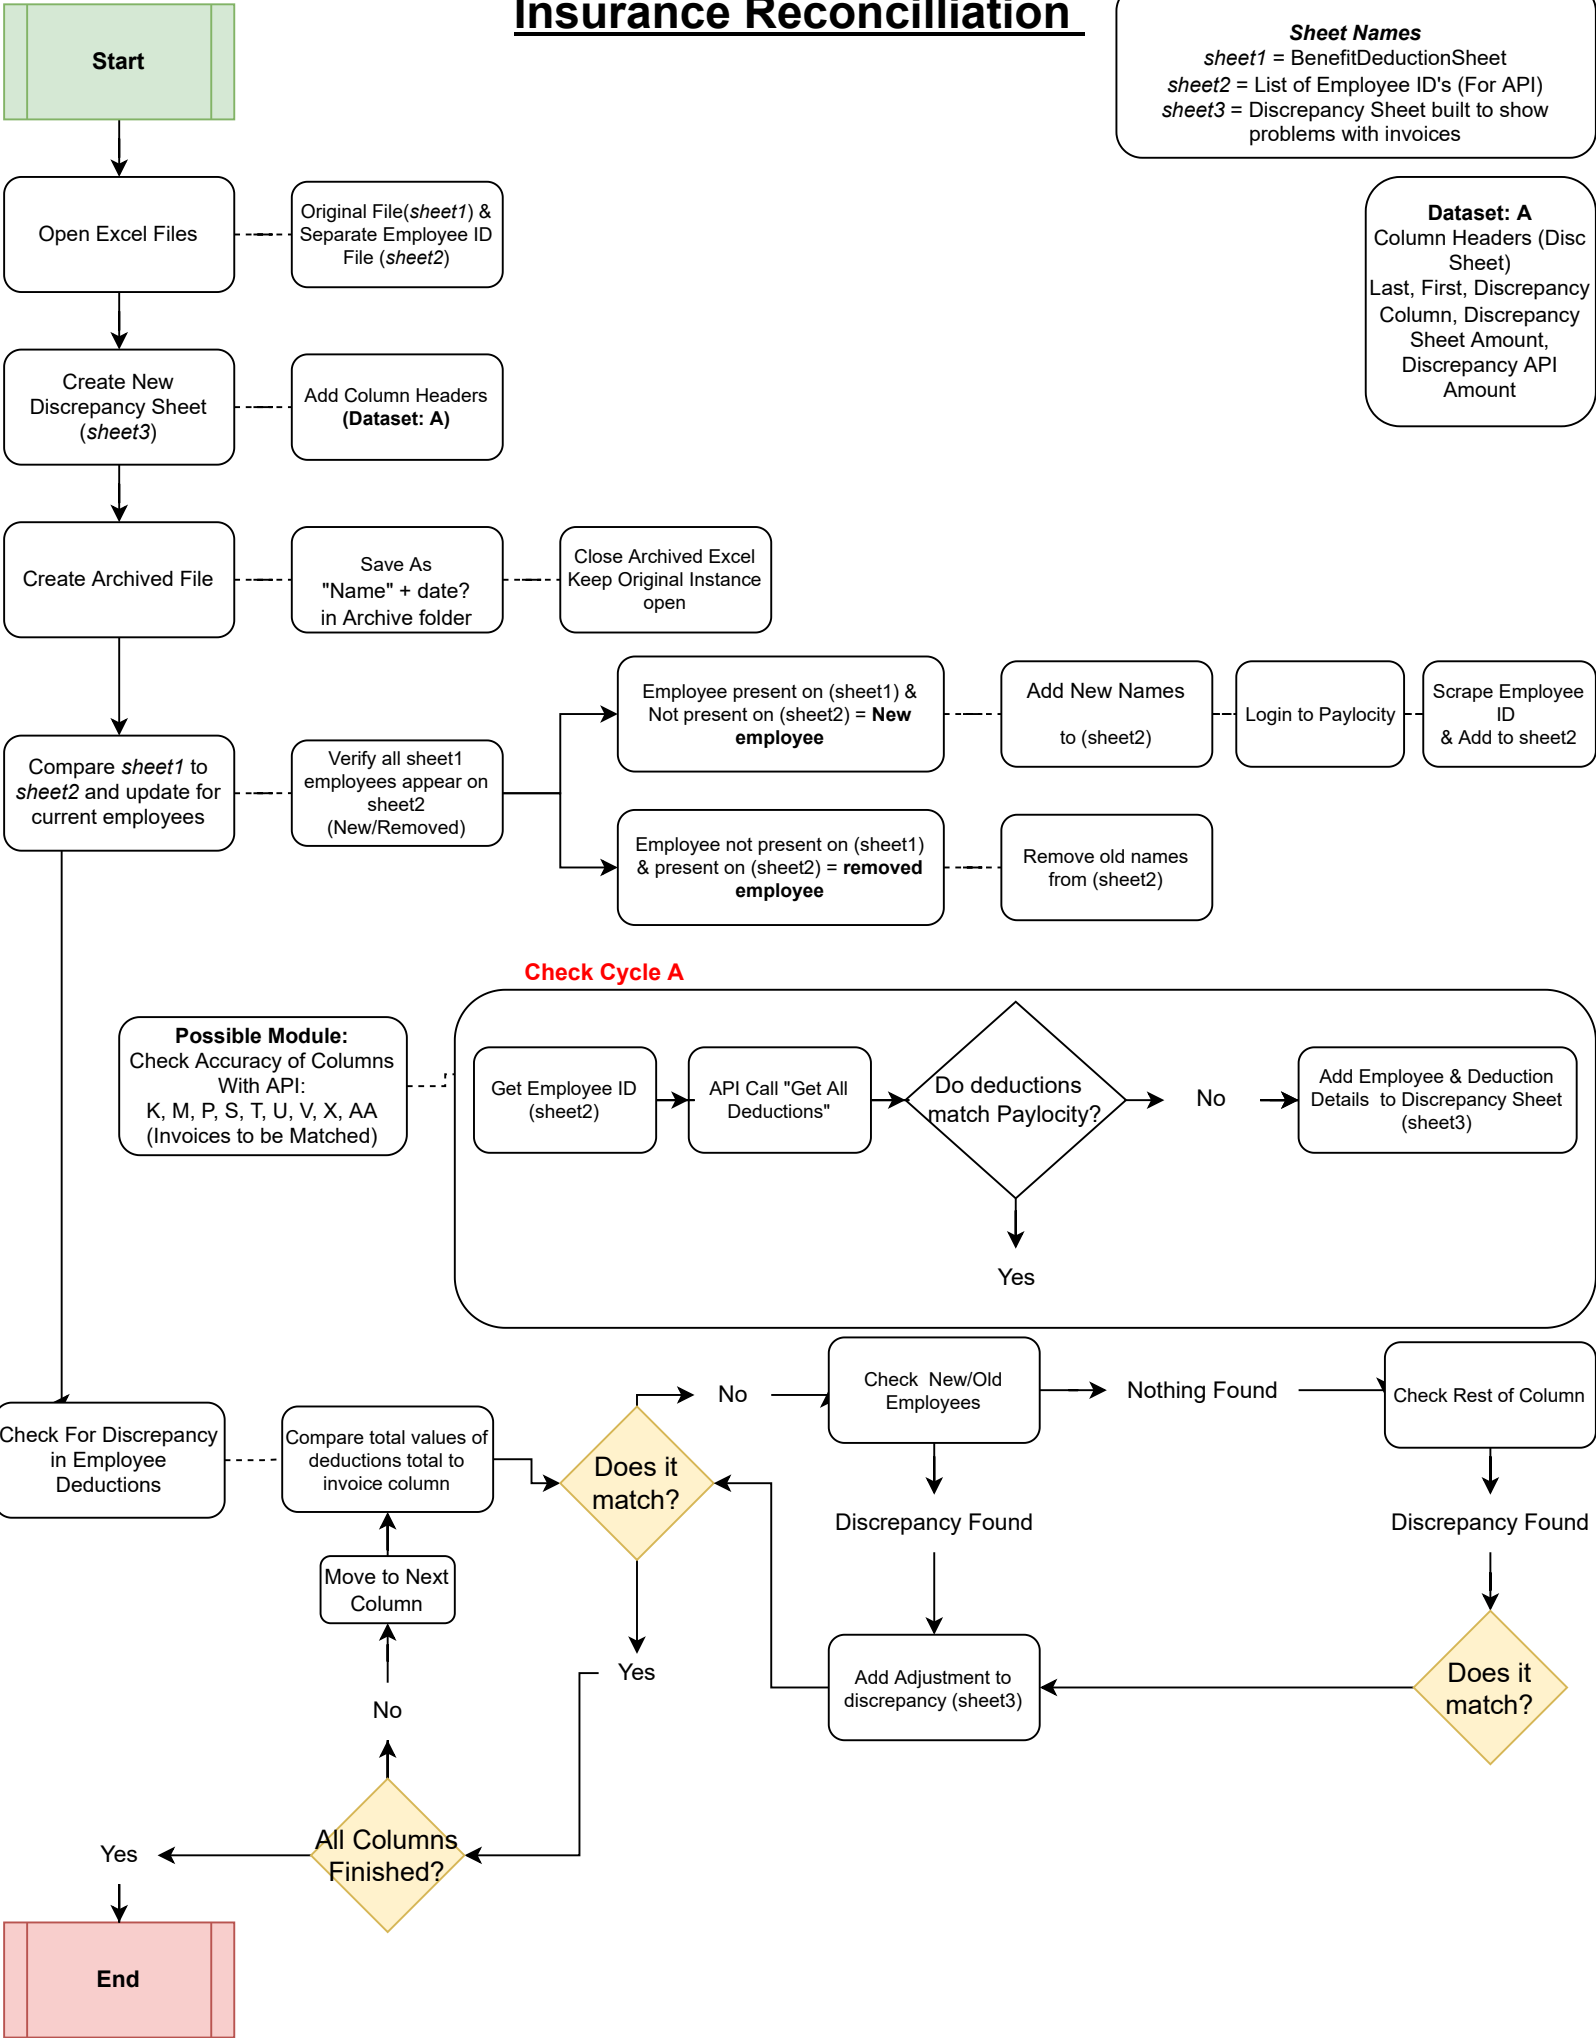 Insurance Reconcilliation
Start
Sheet Names
sheet1 = BenefitDeductionSheet
sheet2 = List of Employee ID's (For API)
sheet3 = Discrepancy Sheet built to show
problems with invoices
Open Excel Files
Original File(sheet1) &
Separate Employee ID
File (sheet2)
Dataset: A
Column Headers (Disc
Sheet)
Last, First, Discrepancy
Column, Discrepancy
Sheet Amount,
Discrepancy API
Amount
Create New
Discrepancy Sheet
(sheet3)
Add Column Headers
(Dataset: A)
Create Archived File
Save As
"Name" + date?
in Archive folder
Close Archived Excel
Keep Original Instance
open
Compare sheet1 to
sheet2 and update for
current employees
Verify all sheet1
employees appear on
sheet2
(New/Removed)
Employee present on (sheet1) &
Not present on (sheet2) = New
employee
Add New Names
to (sheet2)
Login to Paylocity
Scrape Employee
ID
& Add to sheet2
Employee not present on (sheet1)
& present on (sheet2) = removed
employee
Remove old names
from (sheet2)
Check Cycle A
Possible Module:
Check Accuracy of Columns
With API:
K, M, P, S, T, U, V, X, AA
(Invoices to be Matched)
Get Employee ID
(sheet2)
API Call "Get All
Deductions"
Do deductions
match Paylocity?
No
Add Employee & Deduction
Details to Discrepancy Sheet
(sheet3)
Yes
Check For Discrepancy
in Employee
Deductions
Compare total values of
deductions total to
invoice column
Does it
match?
No
Check New/Old
Employees
Nothing Found
Check Rest of Column
Discrepancy Found
Discrepancy Found
Move to Next
Column
Yes
Add Adjustment to
discrepancy (sheet3)
Does it
match?
No
All Columns
Finished?
Yes
End